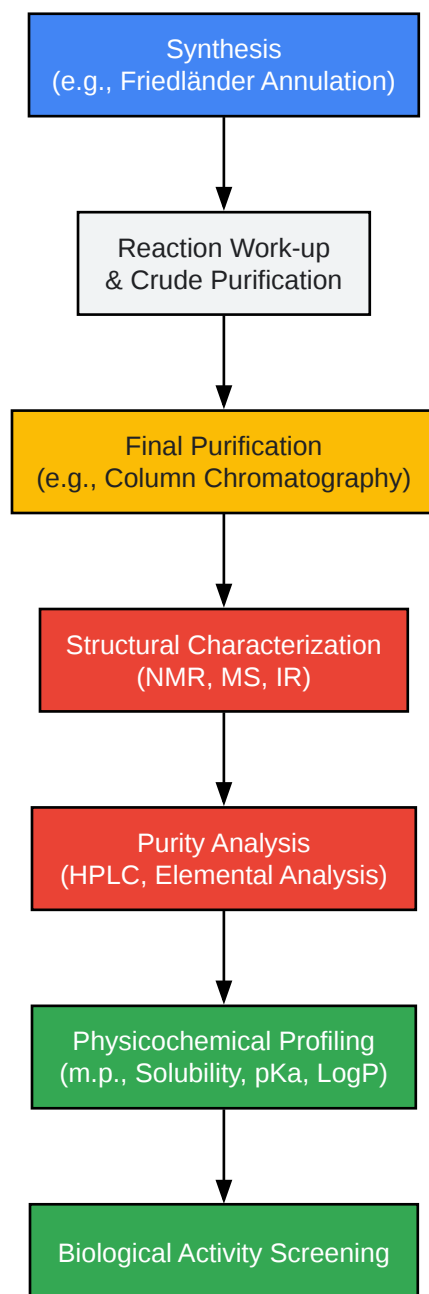 Synthesis
(e.g., Friedländer Annulation)
Reaction Work-up
& Crude Purification
Final Purification
(e.g., Column Chromatography)
Structural Characterization
(NMR, MS, IR)
Purity Analysis
(HPLC, Elemental Analysis)
Physicochemical Profiling
(m.p., Solubility, pKa, LogP)
Biological Activity Screening